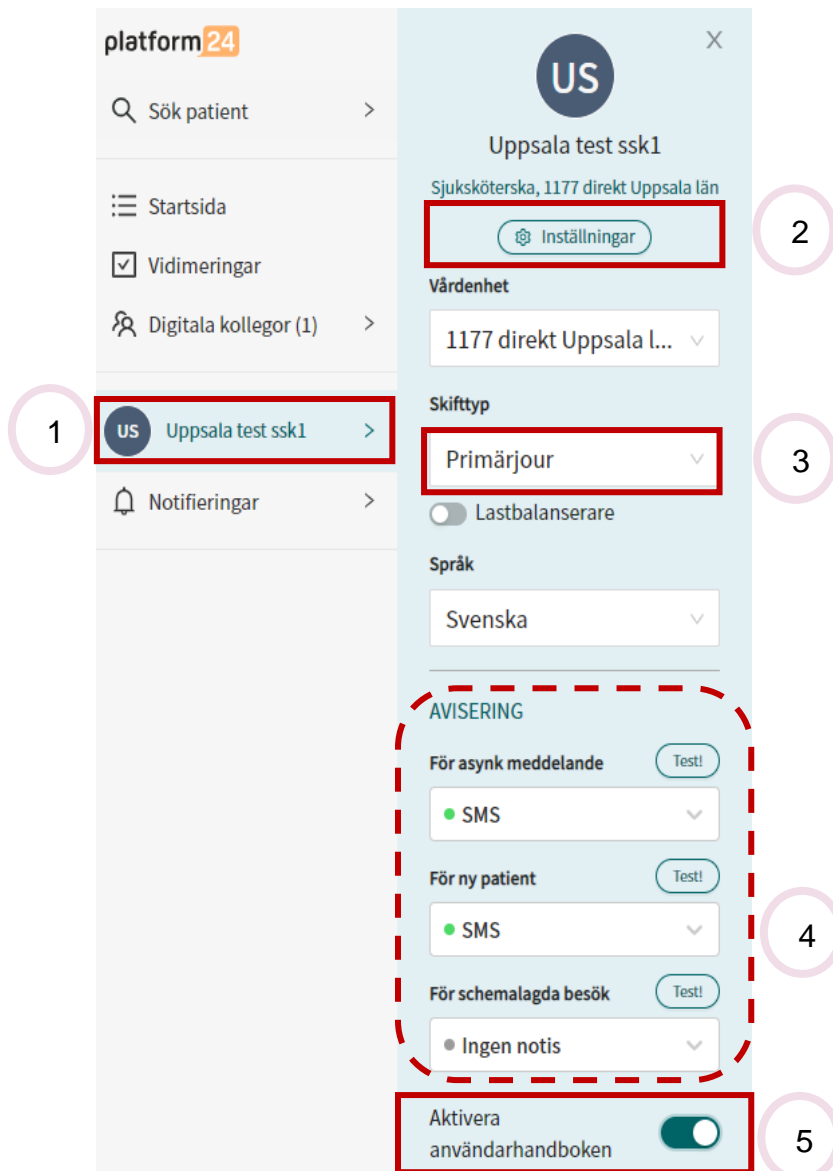 platform24
Sök patient
Startsida
Vidimeringar
Digitala kollegor (1)
1
US
Uppsala test ssk1
Notifieringar
X
US
Uppsala test ssk1
Sjuksköterska, 1177 direkt Uppsala län
Inställningar
2
Vårdenhet
1177 direkt Uppsala l...
Skifttyp
Primärjour
3
Lastbalanserare
Språk
Svenska
AVISERING
För asynk meddelande
Test!
SMS
För ny patient
Test!
SMS
4
För schemalagda besök
Test!
Ingen notis
Aktivera
användarhandboken
5